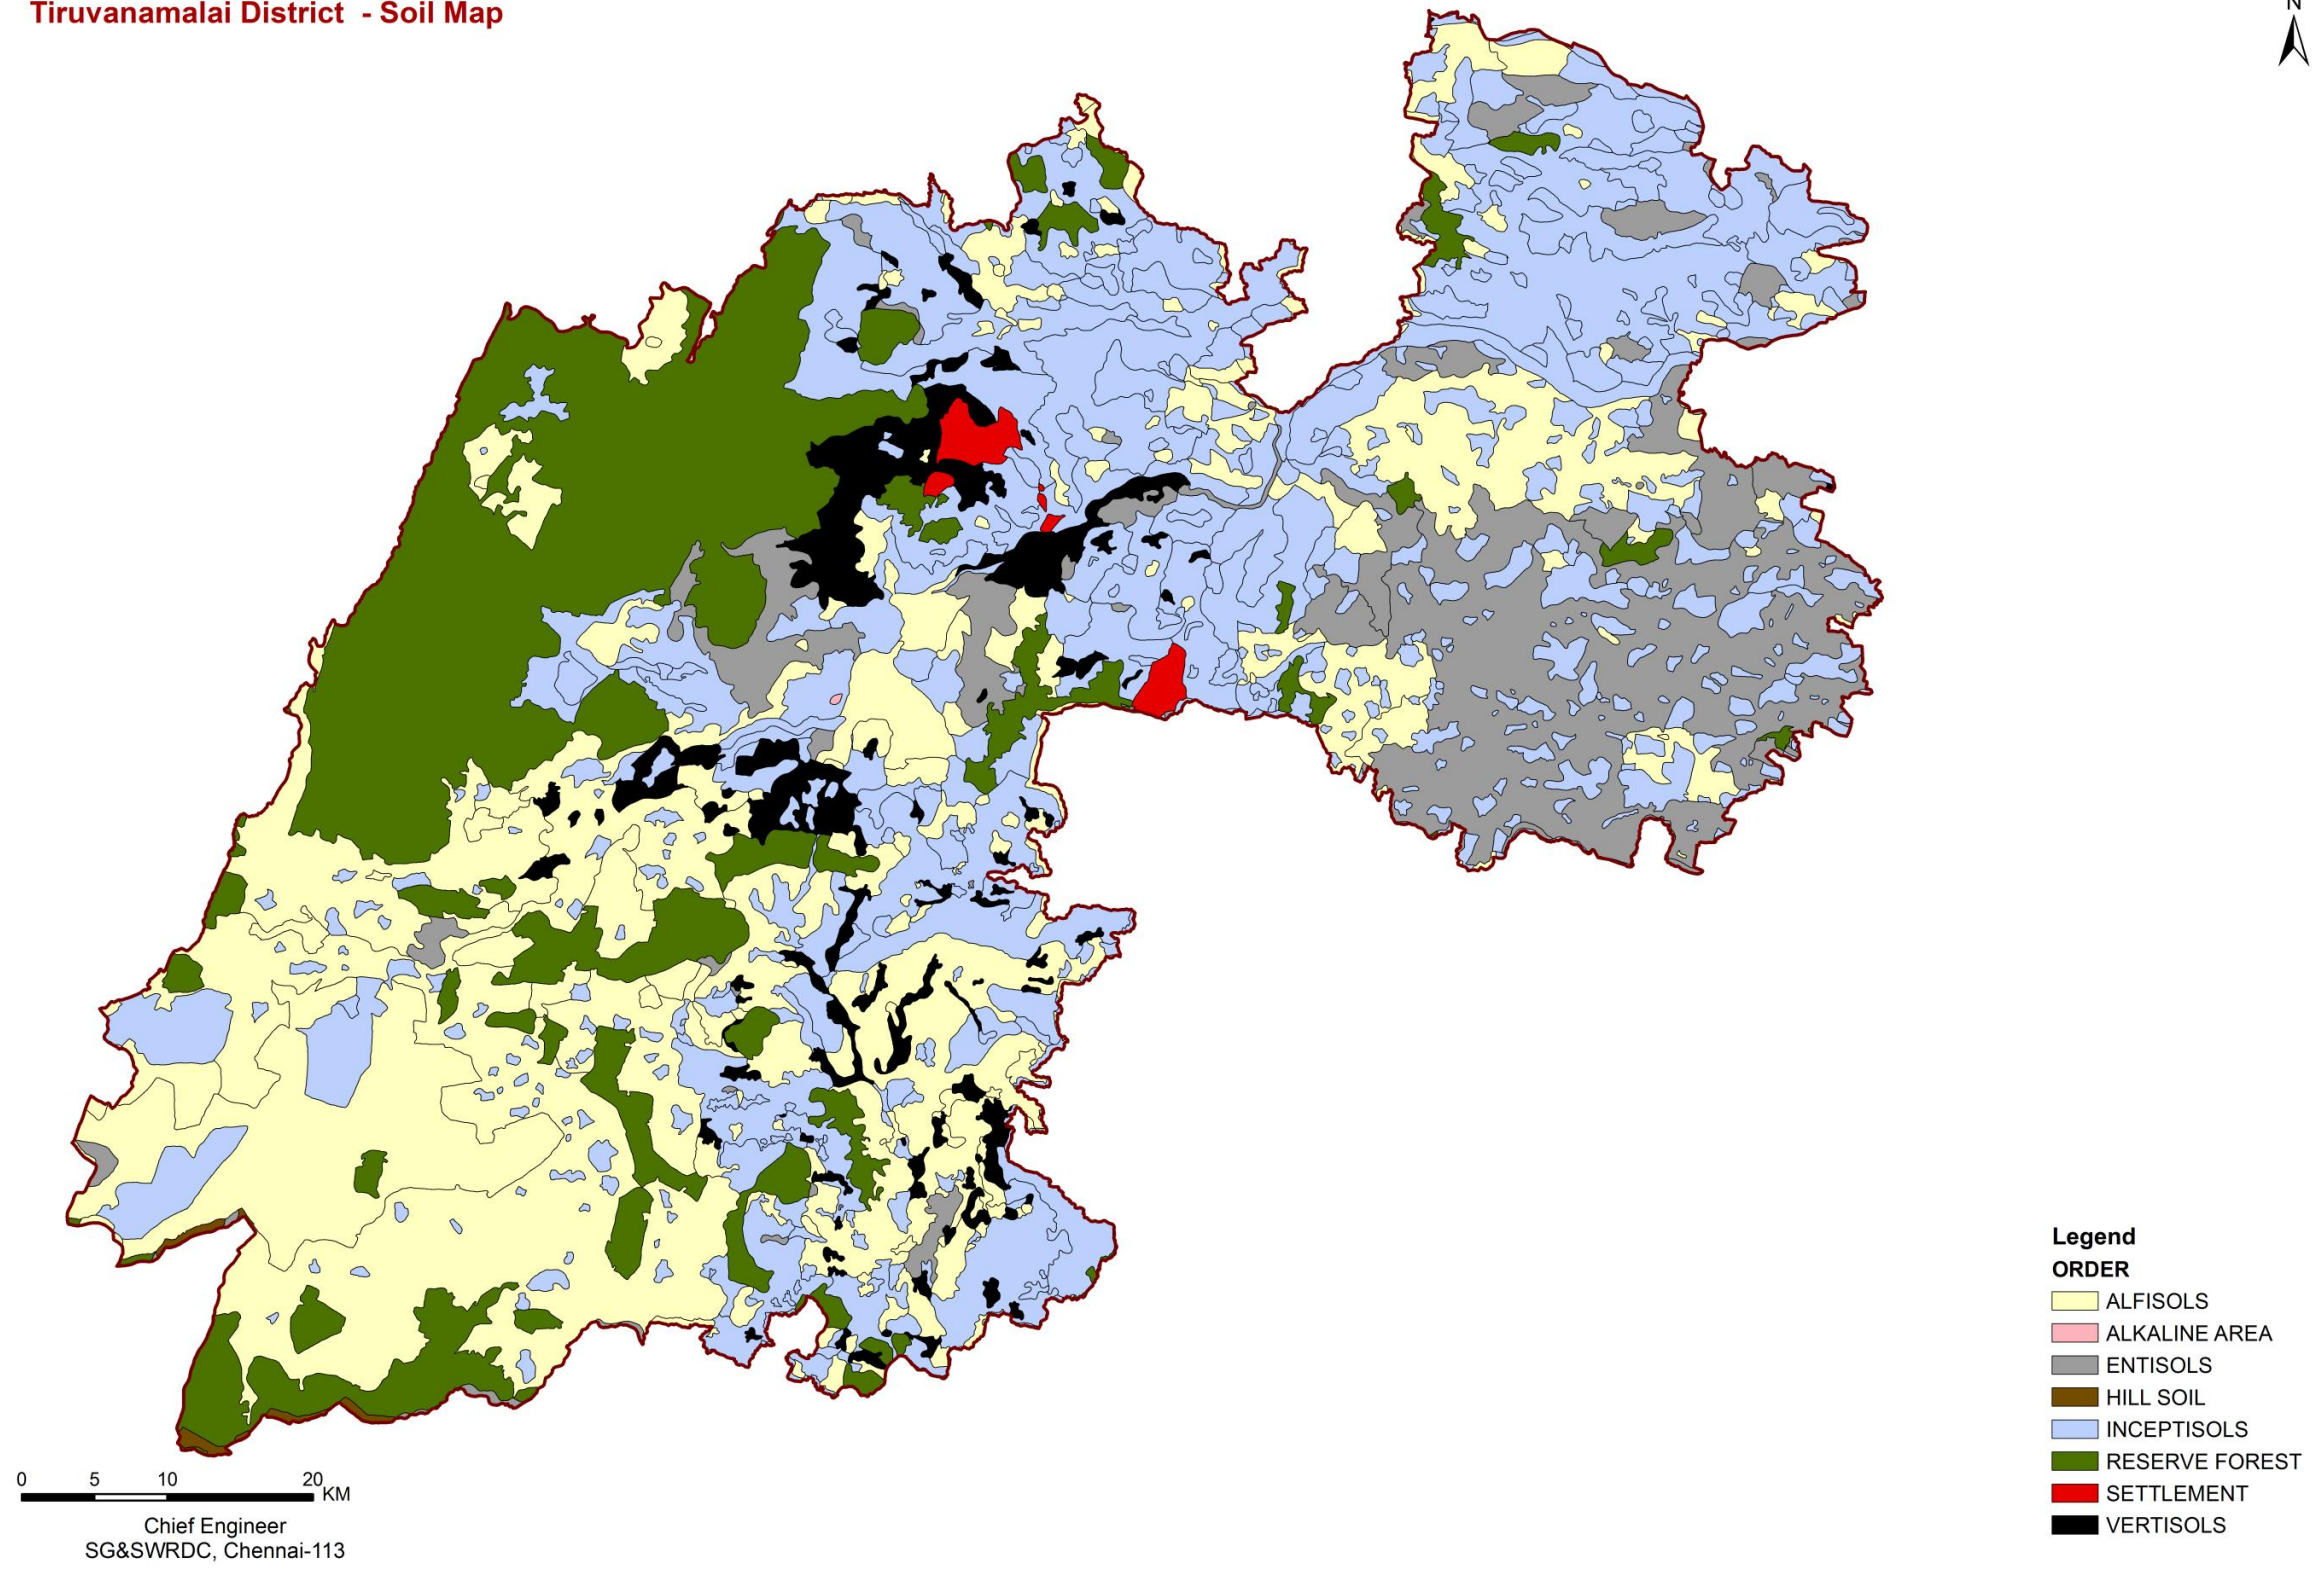 Tiruvanamalai District - Soil Map
N
Legend
ORDER
ALFISOLS
ALKALINE AREA
ENTISOLS
HILL SOIL
INCEPTISOLS
RESERVE FOREST
SETTLEMENT
VERTISOLS
0 5 10 20
KM
Chief Engineer
SG&SWRDC, Chennai-113